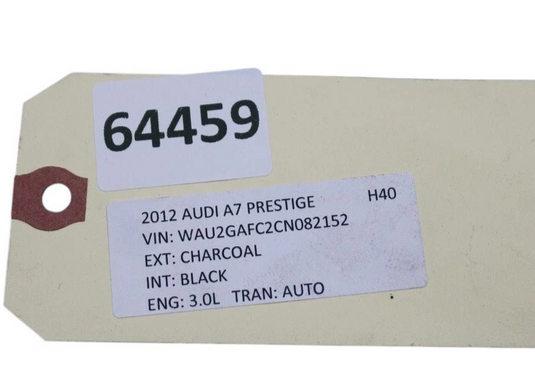 64459
2012 AUDI A7 PRESTIGE H40
VIN: WAU2GAFC2CN082152
EXT: CHARCOAL
INT: BLACK
ENG: 3.0L TRAN: AUTO